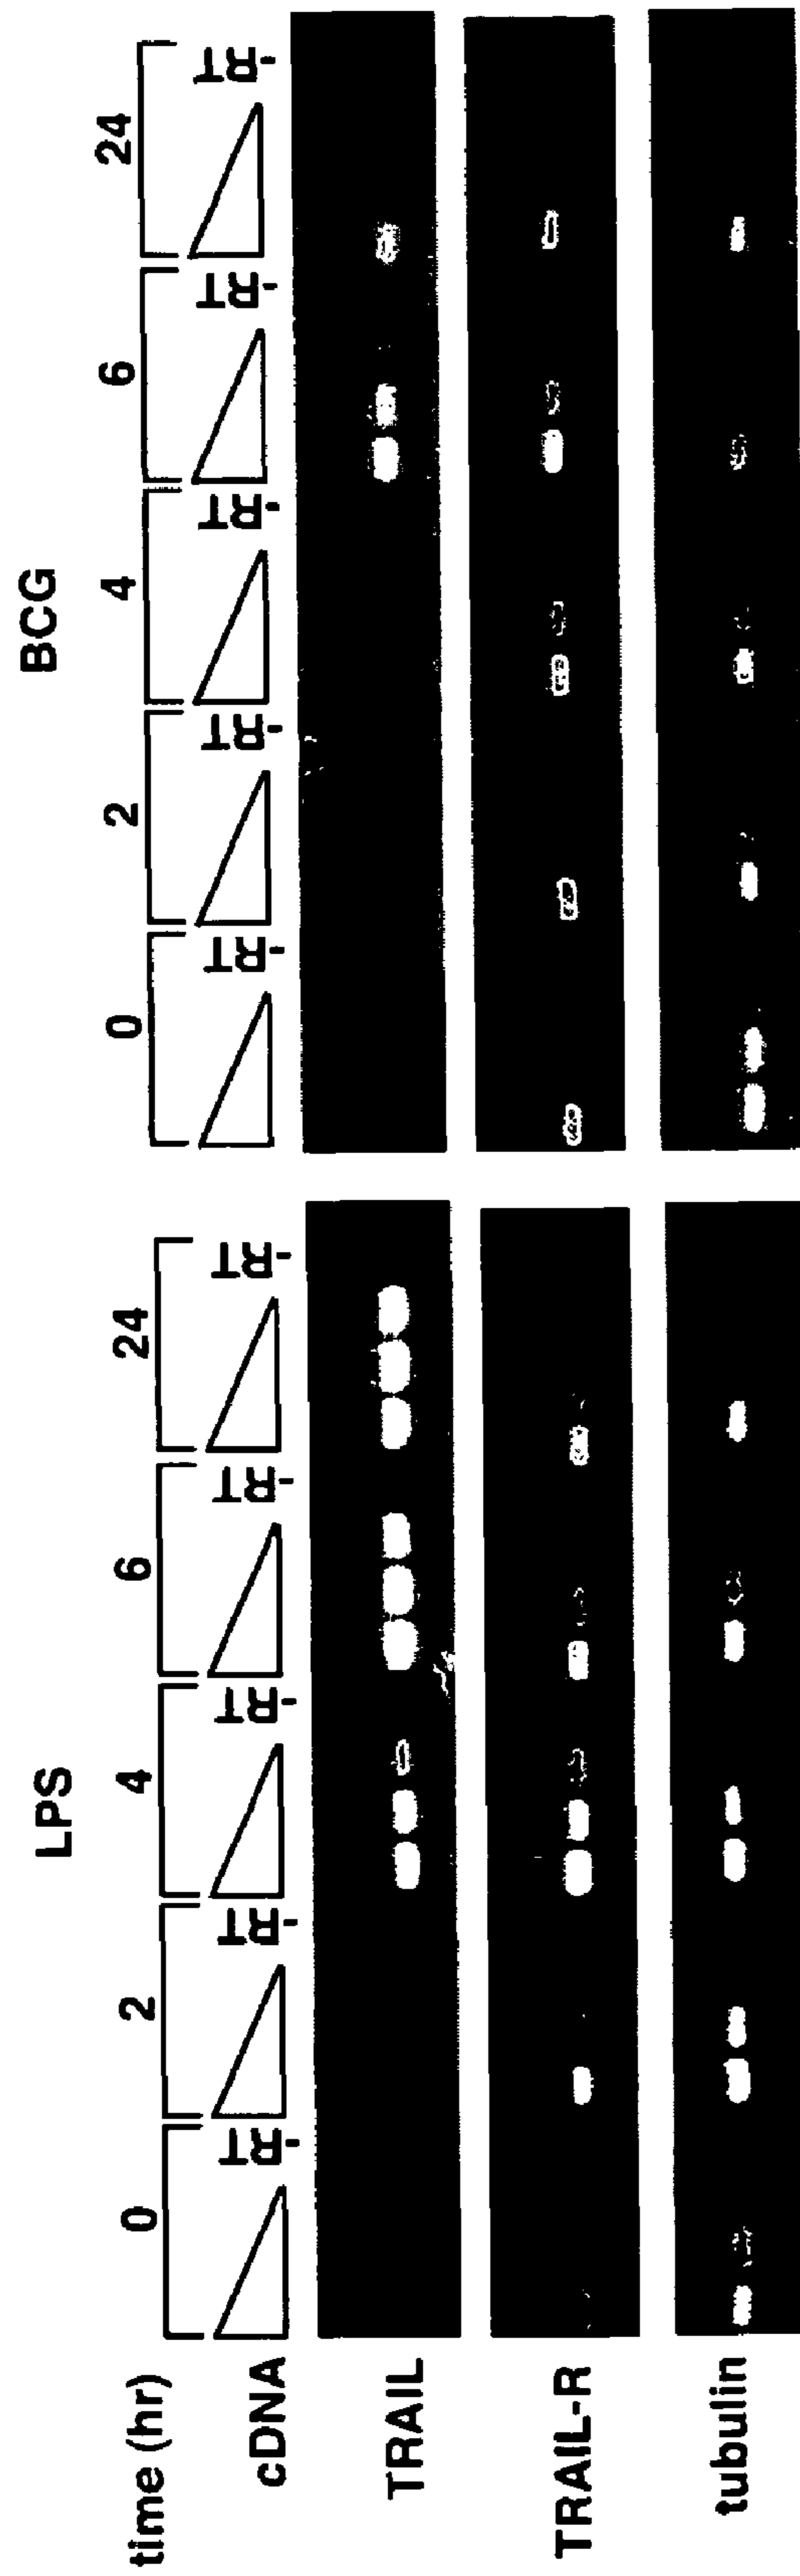 LPS BCG
time (hr) 0 2 4 6 24 0 2 4 6 24
cDNA -RT -RT -RT -RT -RT -RT -RT -RT -RT -RT
TRAIL
TRAIL-R
tubulin